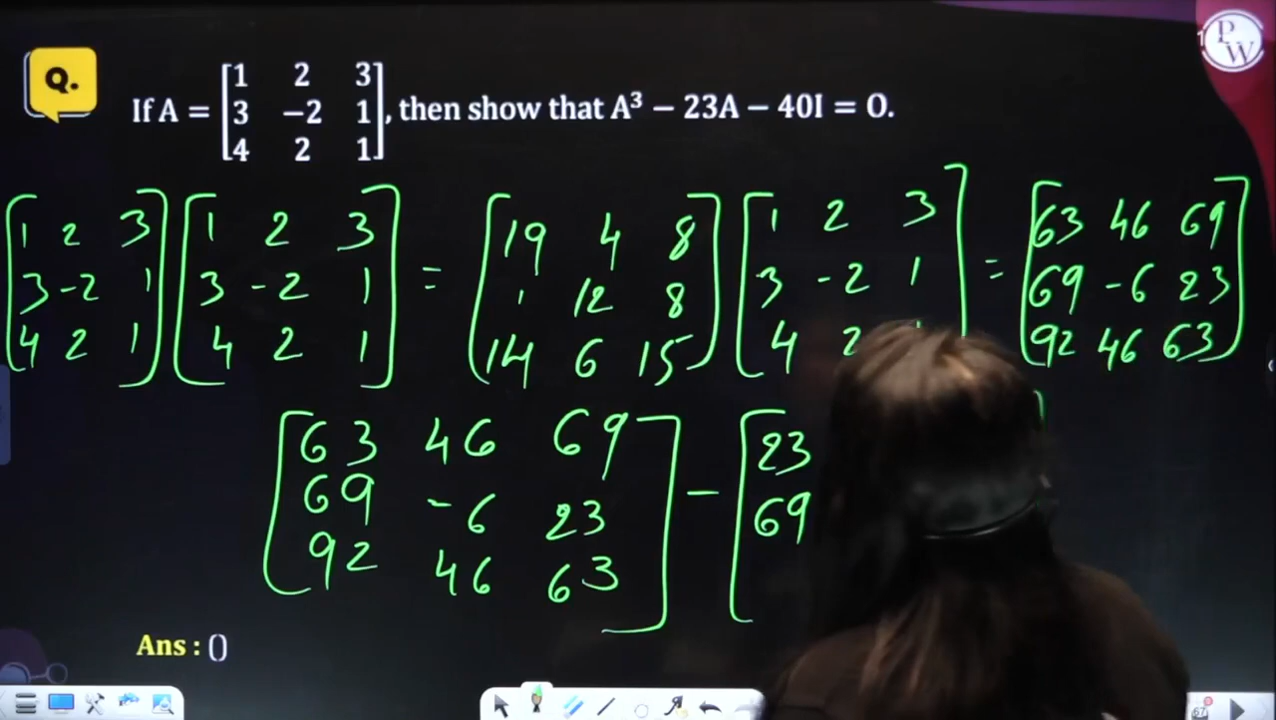 Q.
If A = [1 2 3
3 −2 1
4 2 1], then show that A³ − 23A − 40I = O.
PW
[1 2 3] [1 2 3] = [19 4 8] [1 2 3] = [63 46 69]
[3 -2 1] [3 -2 1] [1 12 8] [3 -2 1] [69 -6 23]
[4 2 1] [4 2 1] [14 6 15] [4 2 [92 46 63]
[63 46 69] - [23
[69 -6 23] [69
[92 46 63]
Ans : ()
67